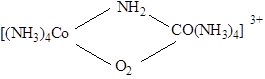 NH₂
[(NH3)₄Co CO(NH₃)₄] 3+
O₂